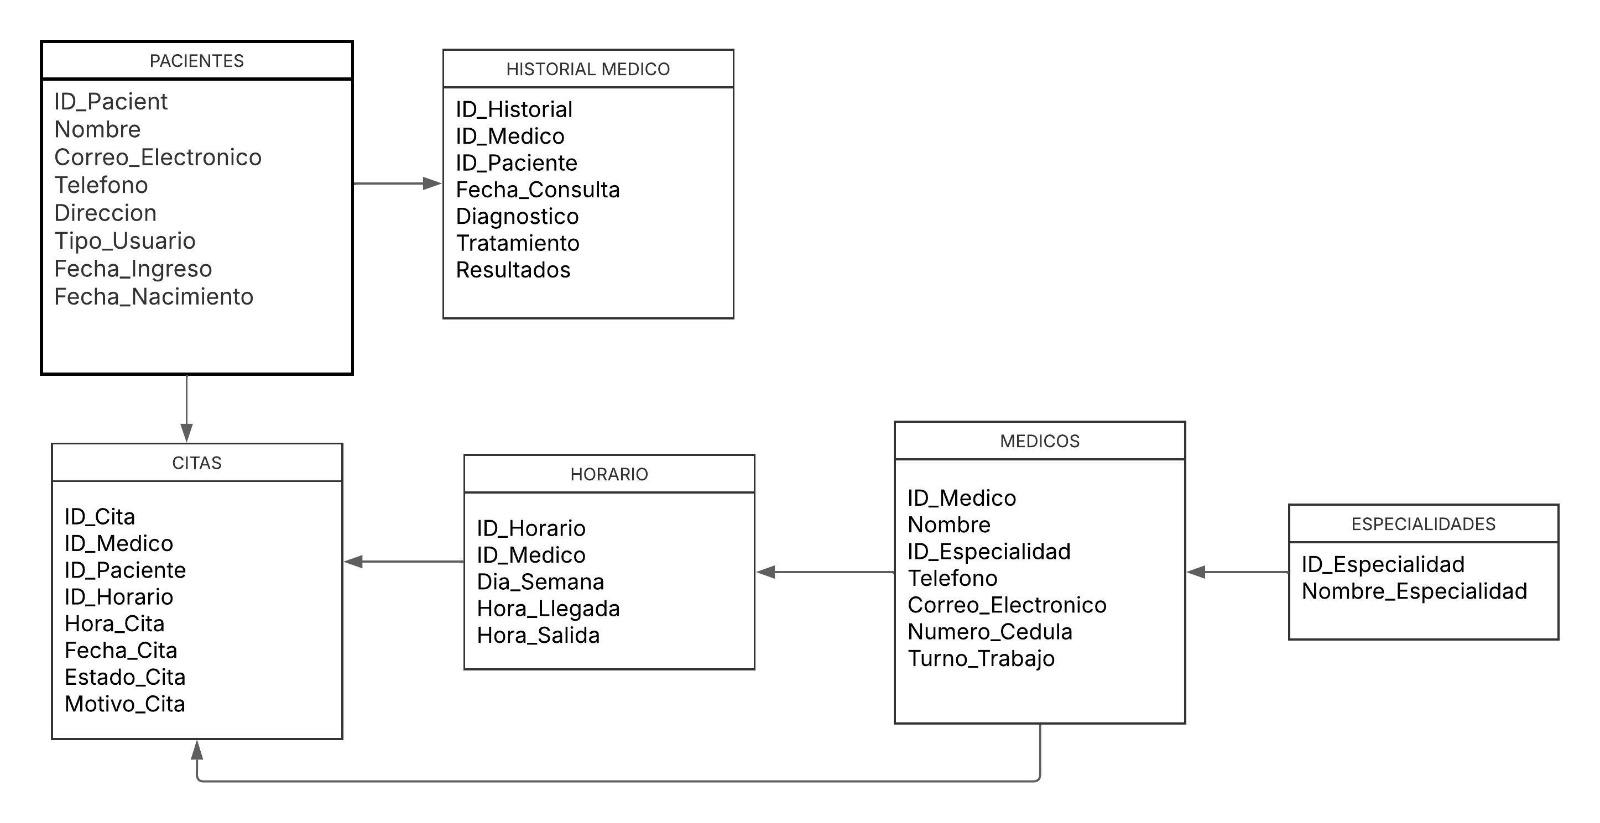 PACIENTES
ID_Pacient
Nombre
Correo_Electronico
Telefono
Direccion
Tipo_Usuario
Fecha_Ingreso
Fecha_Nacimiento
HISTORIAL MEDICO
ID_Historial
ID_Medico
ID_Paciente
Fecha_Consulta
Diagnostico
Tratamiento
Resultados
CITAS
ID_Cita
ID_Medico
ID_Paciente
ID_Horario
Hora_Cita
Fecha_Cita
Estado_Cita
Motivo_Cita
HORARIO
ID_Horario
ID_Medico
Dia_Semana
Hora_Llegada
Hora_Salida
MEDICOS
ID_Medico
Nombre
ID_Especialidad
Telefono
Correo_Electronico
Numero_Cedula
Turno_Trabajo
ESPECIALIDADES
ID_Especialidad
Nombre_Especialidad